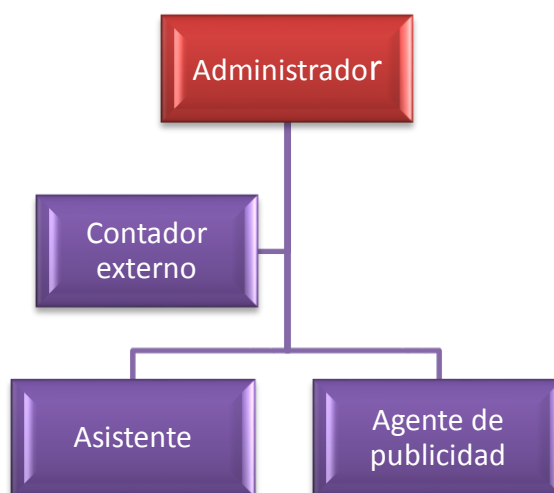 Administrador
Contador
externo
Asistente
Agente de
publicidad